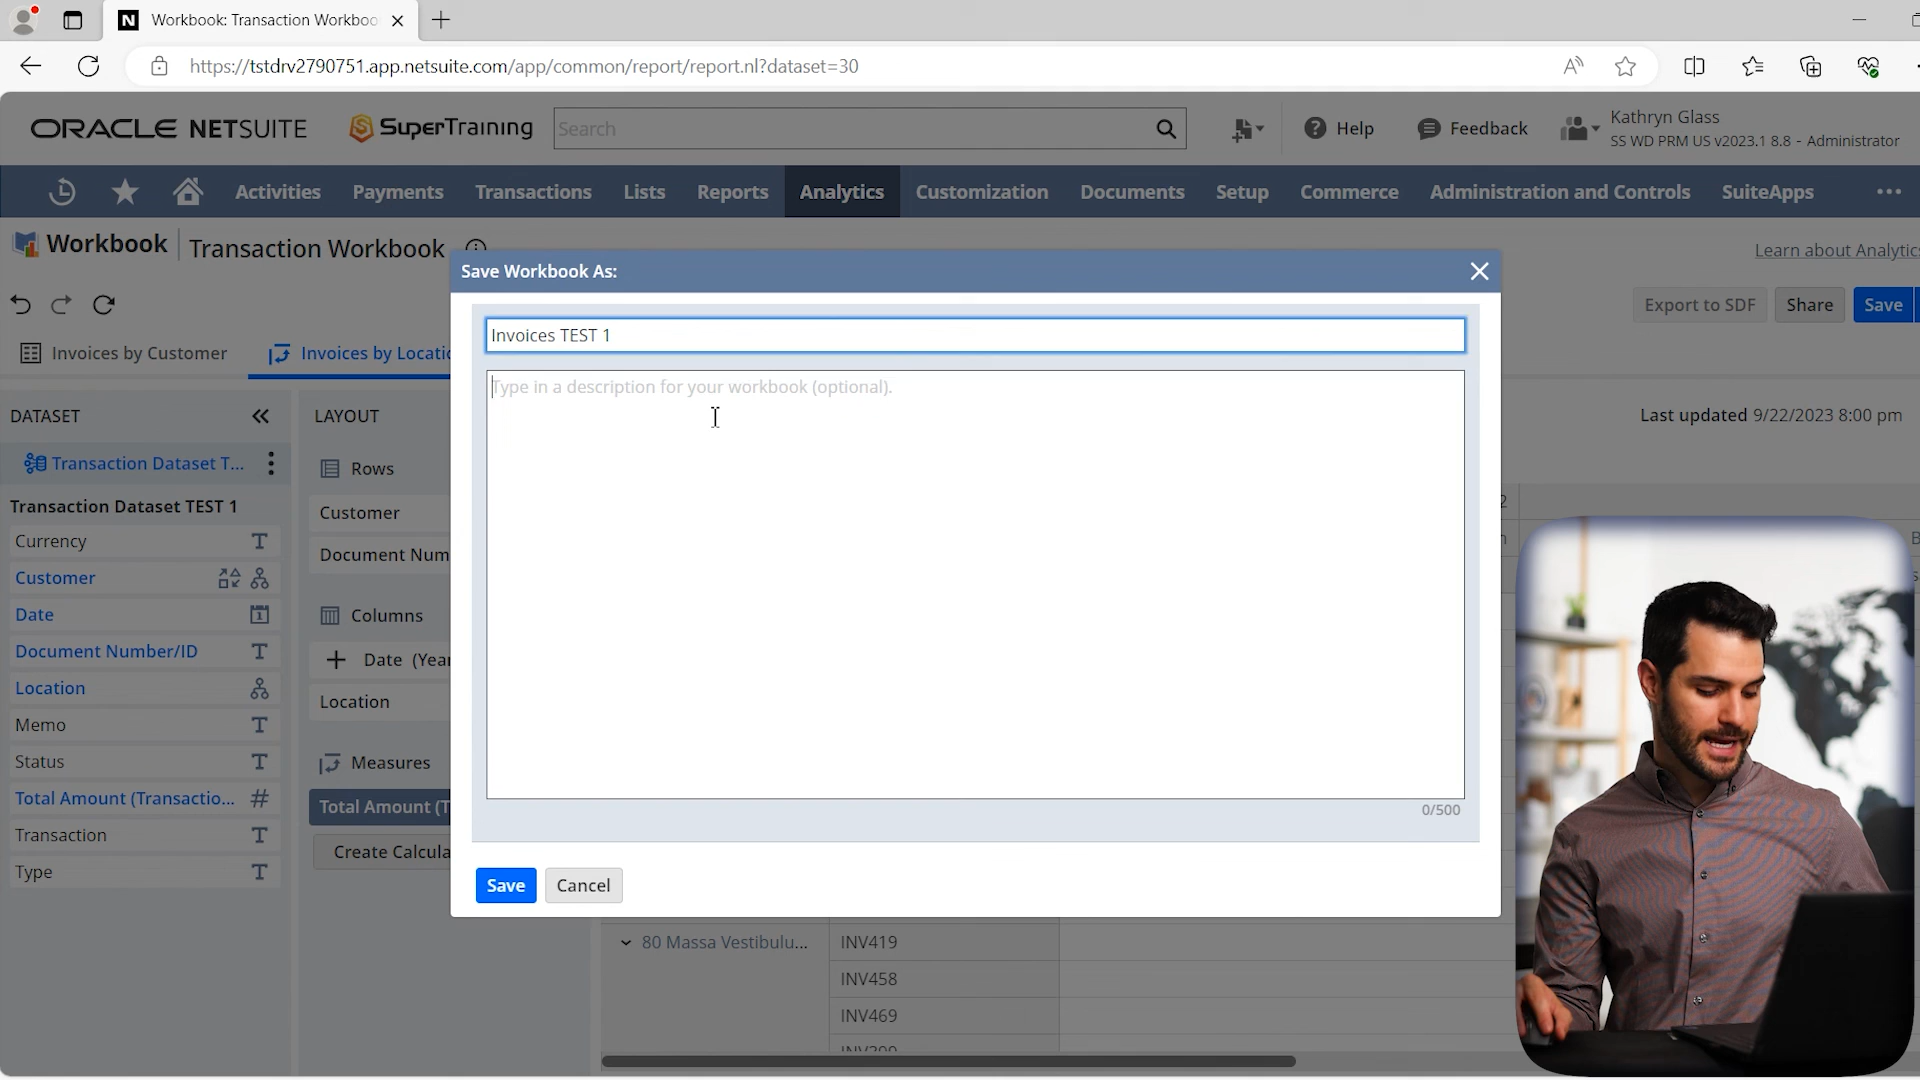 Workbook: Transaction Workboo
https://tstdrv2790751.app.netsuite.com/app/common/report/report.nl?dataset=30
ORACLE NETSUITE
SuperTraining
Search
Help
Feedback
Kathryn Glass
SS WD PRM US v2023.1 8.8 - Administrator
Activities
Payments
Transactions
Lists
Reports
Analytics
Customization
Documents
Setup
Commerce
Administration and Controls
SuiteApps
Workbook
Transaction Workbook
Learn about Analytics
Save Workbook As:
Export to SDF
Share
Save
Invoices TEST 1
Invoices by Customer
Invoices by Locatic
Type in a description for your workbook (optional).
DATASET
LAYOUT
Last updated 9/22/2023 8:00 pm
Transaction Dataset T...
Rows
Transaction Dataset TEST 1
Customer
Currency
Document Num
Customer
Date
Columns
Document Number/ID
Date (Year
Location
Location
Memo
Status
Measures
Total Amount (Transactio...
Total Amount (T
0/500
Transaction
Create Calcula
Type
Save
Cancel
80 Massa Vestibulu...
INV419
INV458
INV469